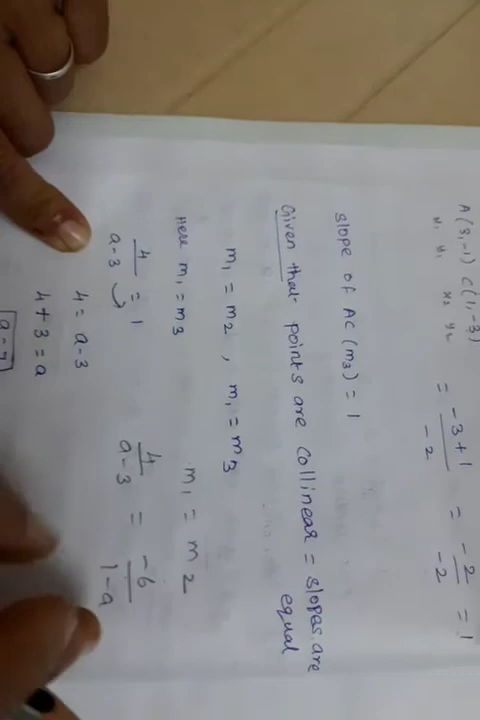 A(3,-1) C(1,-3)
x₁ y₁ x₂ y₂
= -3+1 / -2 = -2 / -2 = 1
slope of AC (m₃) = 1
Given that points are collinear = slopes are equal
m₁ = m₂ , m₁ = m₃
Here m₁ = m₃
4 / a-3 = 1
4 = a-3
4+3 = a
a = 7
m₁ = m₂
4 / a-3 = -6 / 1-a